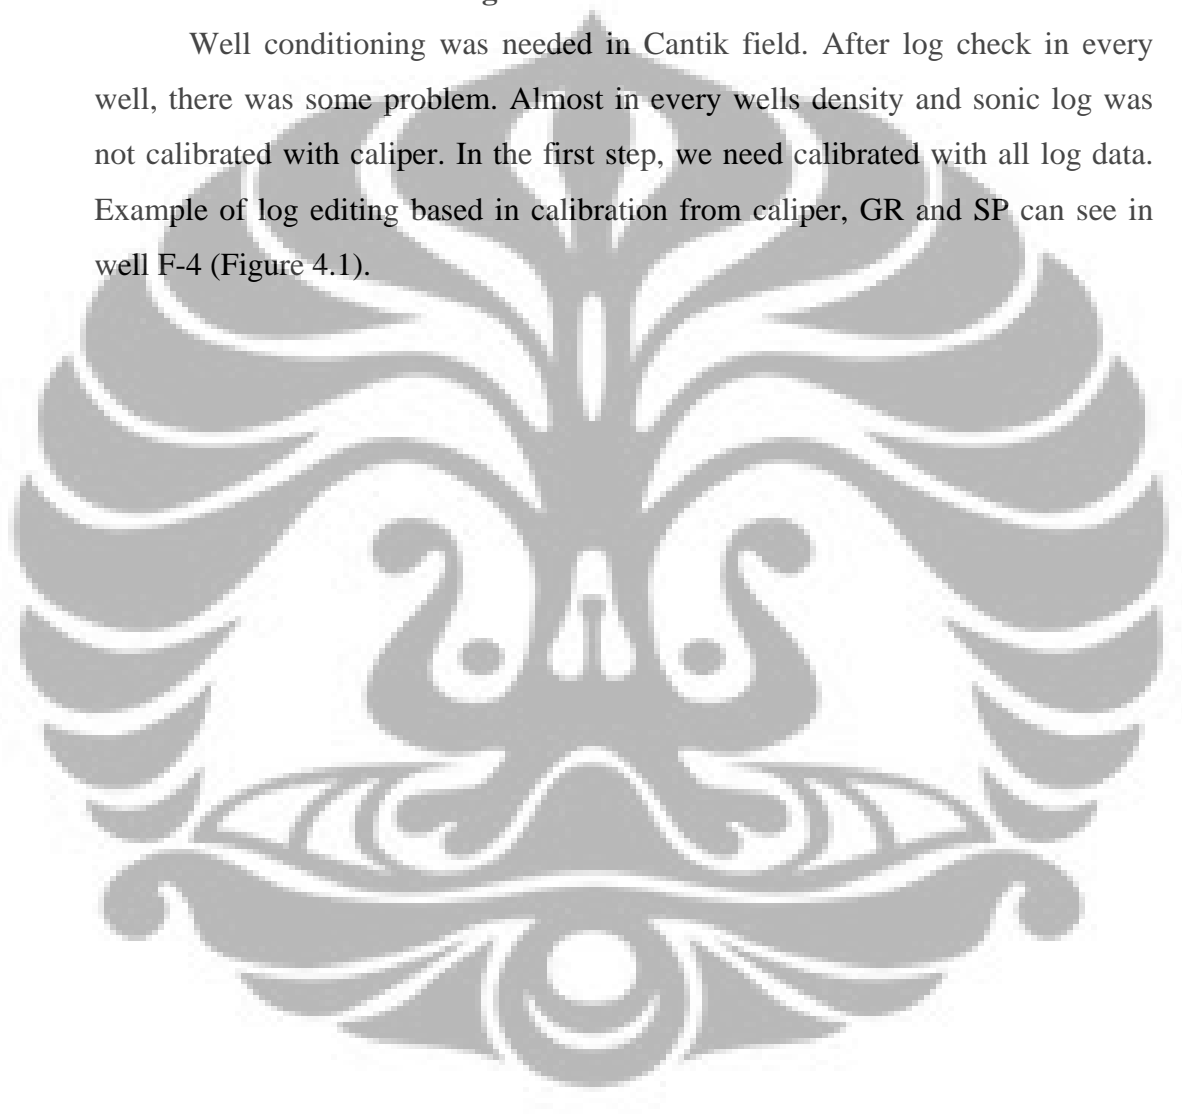 Well conditioning was needed in Cantik field. After log check in every
well, there was some problem. Almost in every wells density and sonic log was
not calibrated with caliper. In the first step, we need calibrated with all log data.
Example of log editing based in calibration from caliper, GR and SP can see in
well F-4 (Figure 4.1).